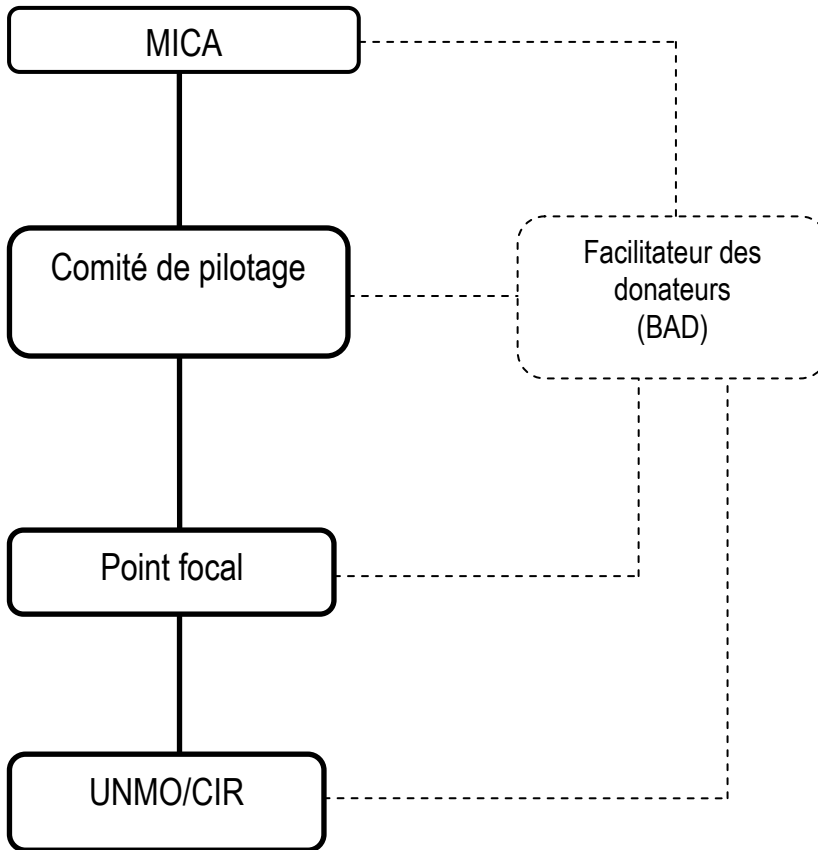 MICA
Comité de pilotage
Facilitateur des
donateurs
(BAD)
Point focal
UNMO/CIR